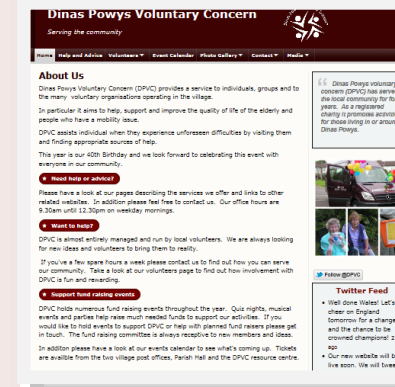 Dinas Powys Voluntary Concern
Serving the community
Home Help and Advice Volunteers Event Calendar Photo Gallery Contact Media
About Us
Dinas Powys Voluntary Concern (DPVC) provides a service to individuals, groups and to
the many voluntary organisations operating in the village.
In particular it aims to help, support and improve the quality of life of the elderly and
people who have a mobility issue.
DPVC assists individual when they experience unforeseen difficulties by visiting them
and finding appropriate sources of help.
This year is our 40th Birthday and we look forward to celebrating this event with
everyone in our community.
Need help or advice?
Please have a look at our pages describing the services we offer and links to other
related websites. In addition please feel free to contact us. Our office hours are
9.30am until 12.30pm on weekday mornings.
Want to help?
DPVC is almost entirely managed and run by local volunteers. We are always looking
for new ideas and volunteers to bring them to reality.
If you've a few spare hours a week please contact us to find out how you can serve
our community. Take a look at our volunteers page to find out how involvement with
DPVC is fun and rewarding.
Support fund raising events
DPVC holds numerous fund raising events throughout the year. Quiz nights, musical
events and parties help raise much needed funds to support our activities. If you
would like to hold events to support DPVC or help with planned fund raisers please get
in touch. The fund raising committee is always receptive to new members and ideas.
In additon please have a look at our events calendar to see what's coming up. Tickets
are availble from the two village post offices, Parish Hall and the DPVC resource centre.
Dinas Powys voluntary
concern (DPVC) has serve
the local community for fo
years. As a registered
charity it promotes activitie
for those living in or aroun
Dinas Powys.
Follow @DPVC
Twitter Feed
Well done Wales! Let's
cheer on England
tomorrow for a change
and the chance to be
crowned champions! 2
ago
Our new website will b
live soon. We will twee